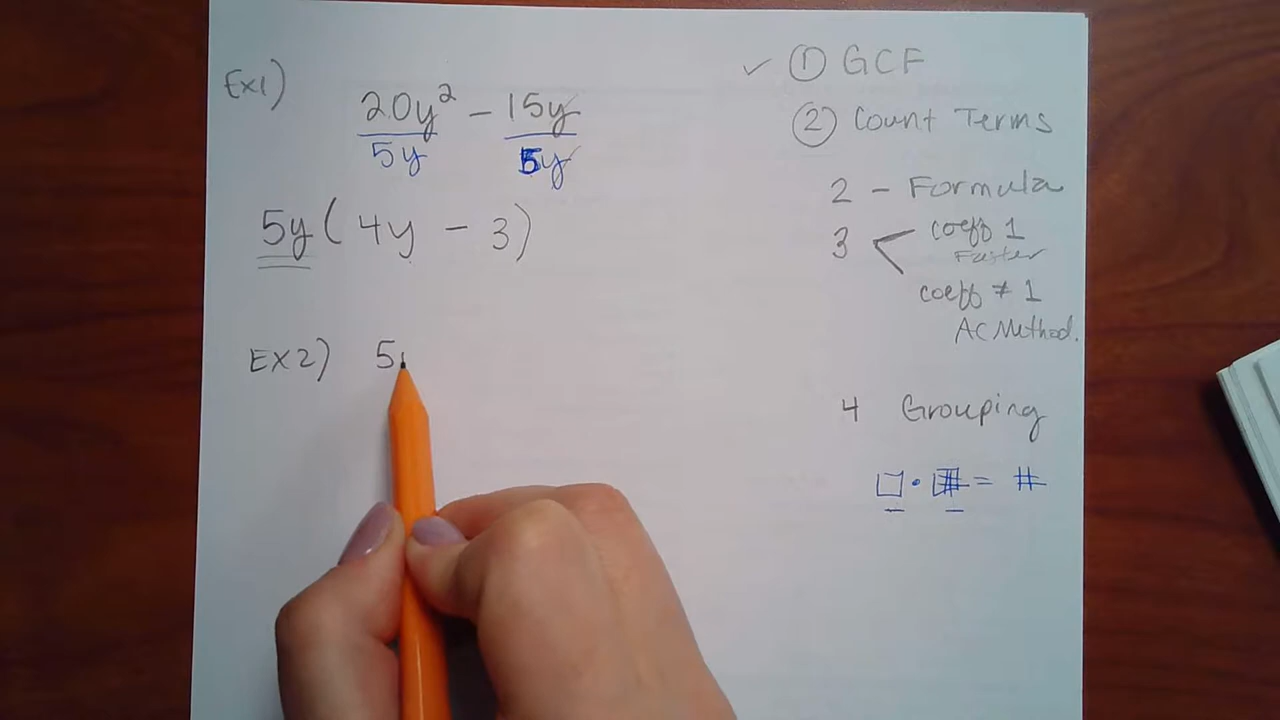 Ex1)
20y² - 15y
5y 5y
5y(4y - 3)
EX2) 5
✓ ① GCF
② Count Terms
2 - Formula
3 < coeff 1
Faster
coeff ≠ 1
AC Method.
4 Grouping
□ · # = #